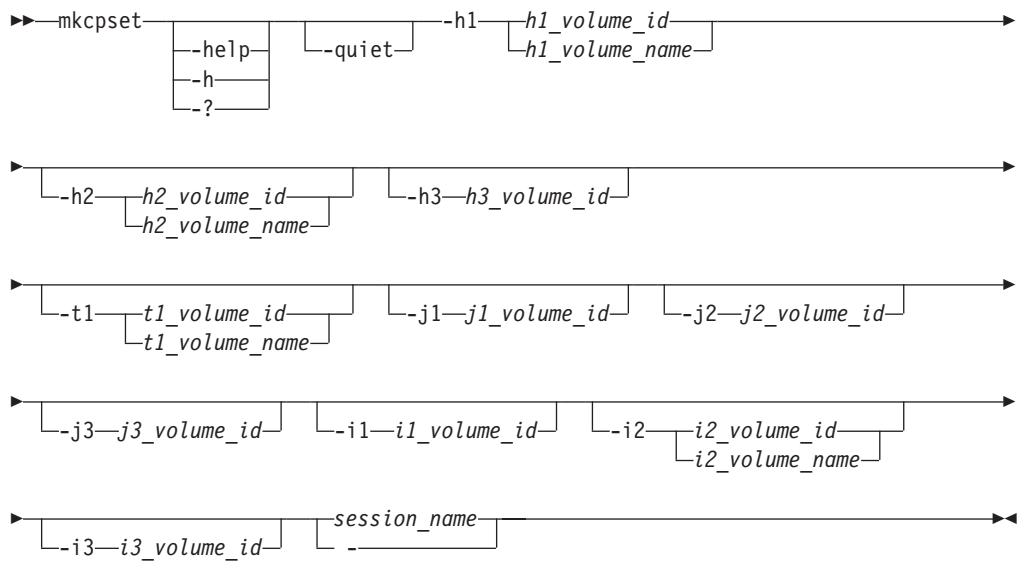 mkcpset -help -h -? -quiet -h1 h1_volume_id h1_volume_name
-h2 h2_volume_id h2_volume_name -h3 h3_volume_id
-t1 t1_volume_id t1_volume_name -j1 j1_volume_id -j2 j2_volume_id
-j3 j3_volume_id -i1 i1_volume_id -i2 i2_volume_id i2_volume_name
-i3 i3_volume_id session_name -